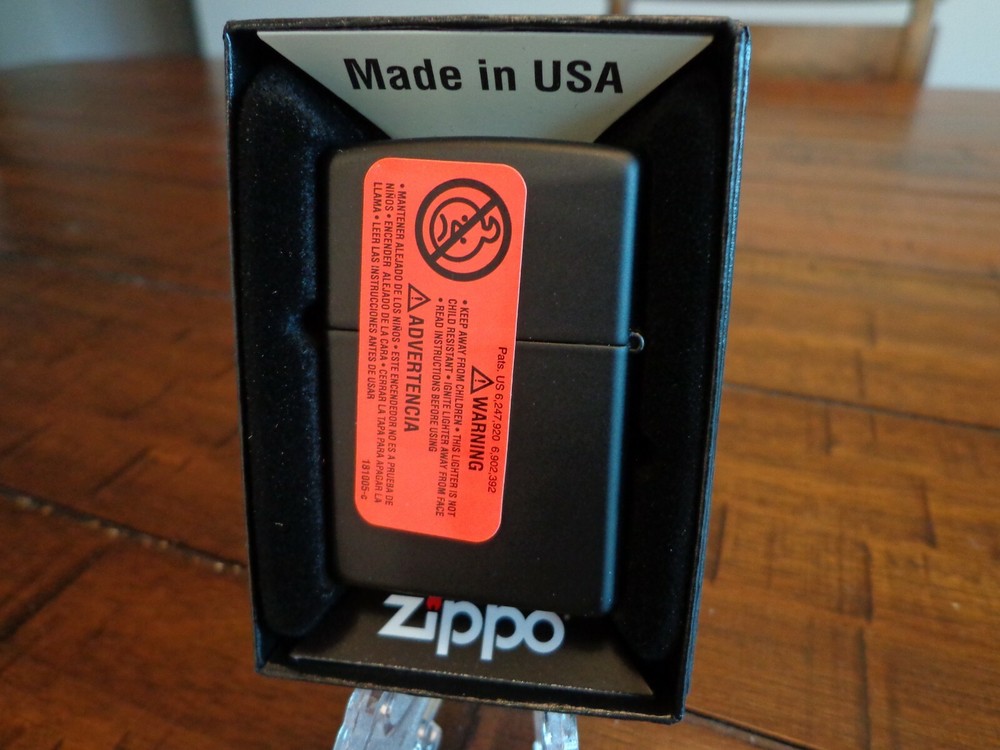 Made in USA
Pats. US 6,247,920 6,902,392
⚠WARNING
• KEEP AWAY FROM CHILDREN • THIS LIGHTER IS NOT
CHILD RESISTANT • IGNITE LIGHTER AWAY FROM FACE
• READ INSTRUCTIONS BEFORE USING
⚠ADVERTENCIA
• MANTENER ALEJADO DE LOS NIÑOS • ESTE ENCENDEDOR NO ES A PRUEBA DE
NIÑOS • ENCENDER ALEJADO DE LA CARA • CERRAR LA TAPA PARA APAGAR LA
LLAMA • LEER LAS INSTRUCCIONES ANTES DE USAR
181005-c
zippo